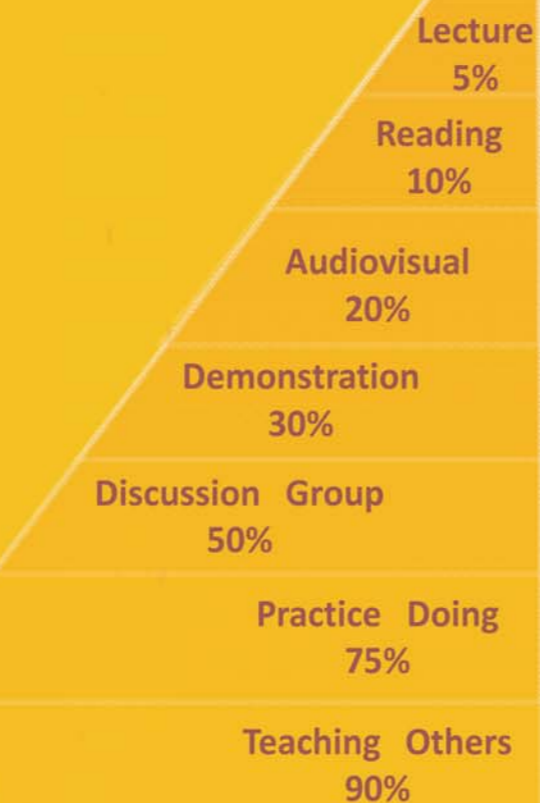 Lecture
5%
Reading
10%
Audiovisual
20%
Demonstration
30%
Discussion Group
50%
Practice Doing
75%
Teaching Others
90%